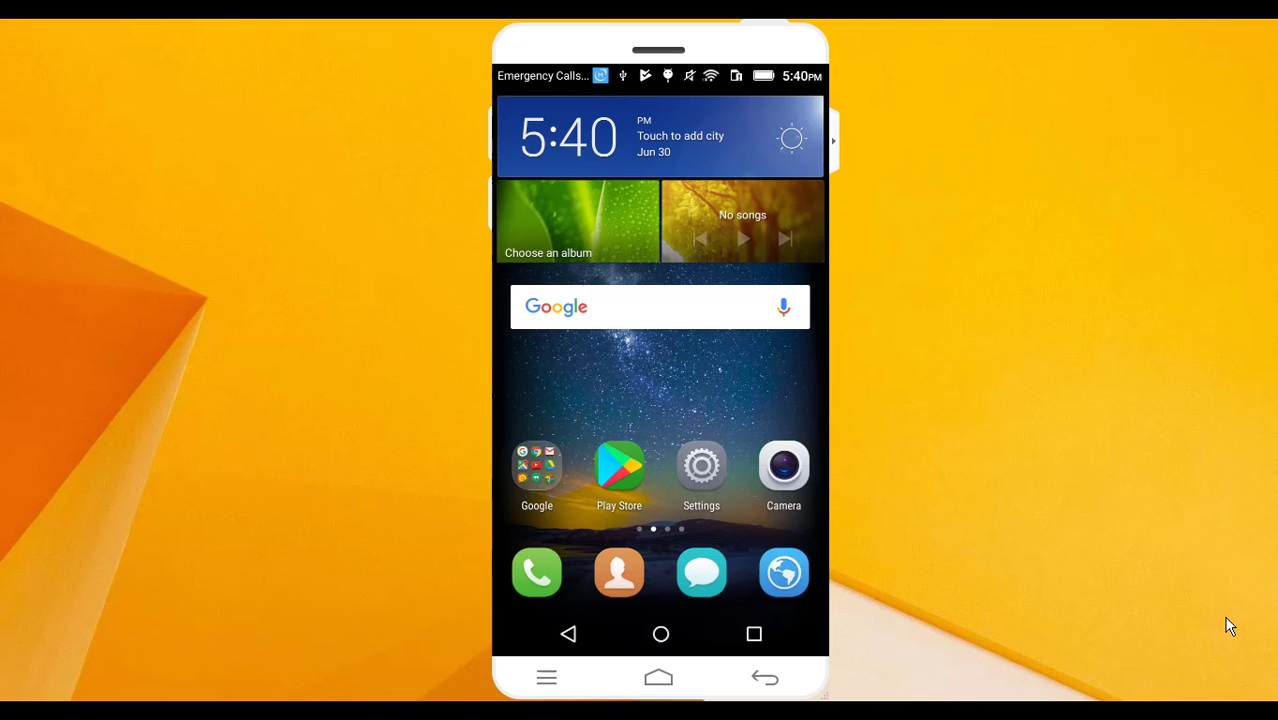 Emergency Calls... 5:40PM
5:40
PM
Touch to add city
Jun 30
Choose an album
No songs
Google
Google Play Store Settings Camera